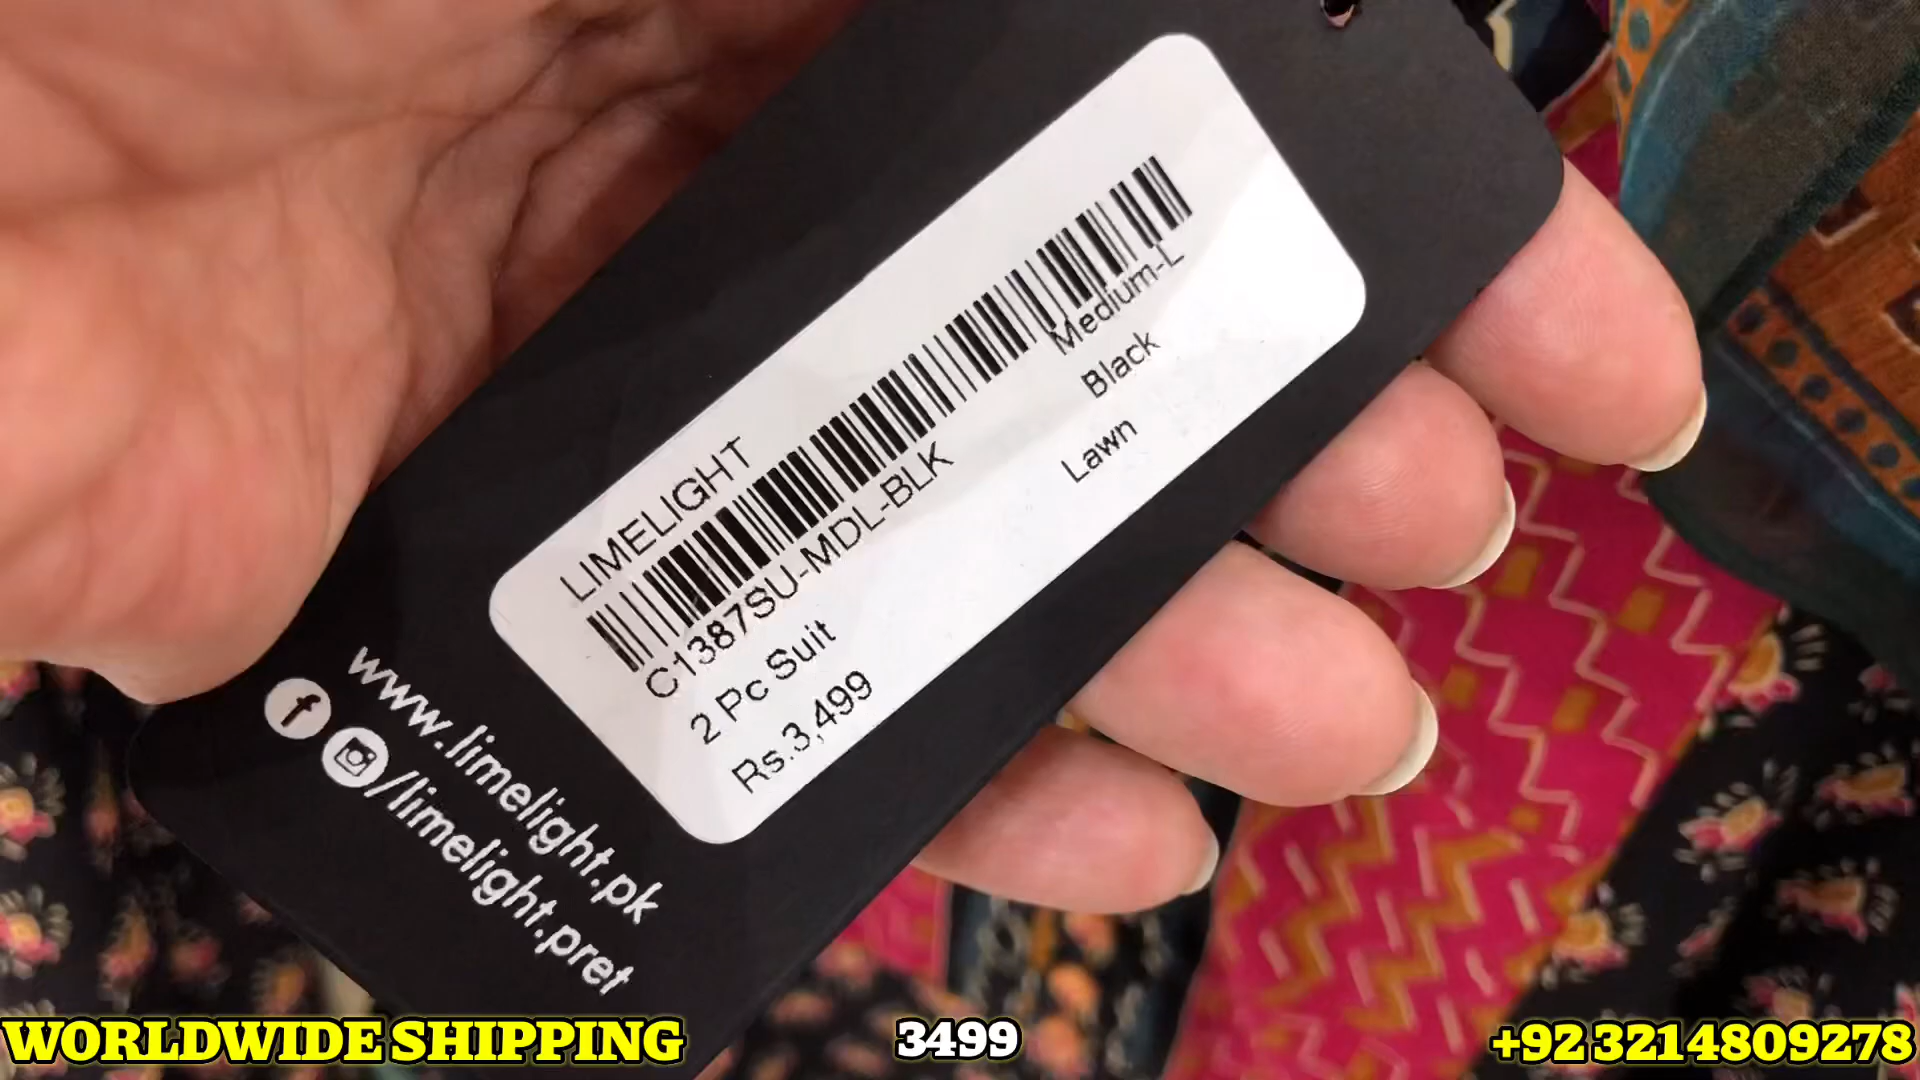 LIMELIGHT
C1387SU-MDL-BLK
Medium-L
2 Pc Suit
Black
Rs.3,499
Lawn
www.limelight.pk
/limelight.pret
WORLDWIDE SHIPPING
3499
+92 3214809278